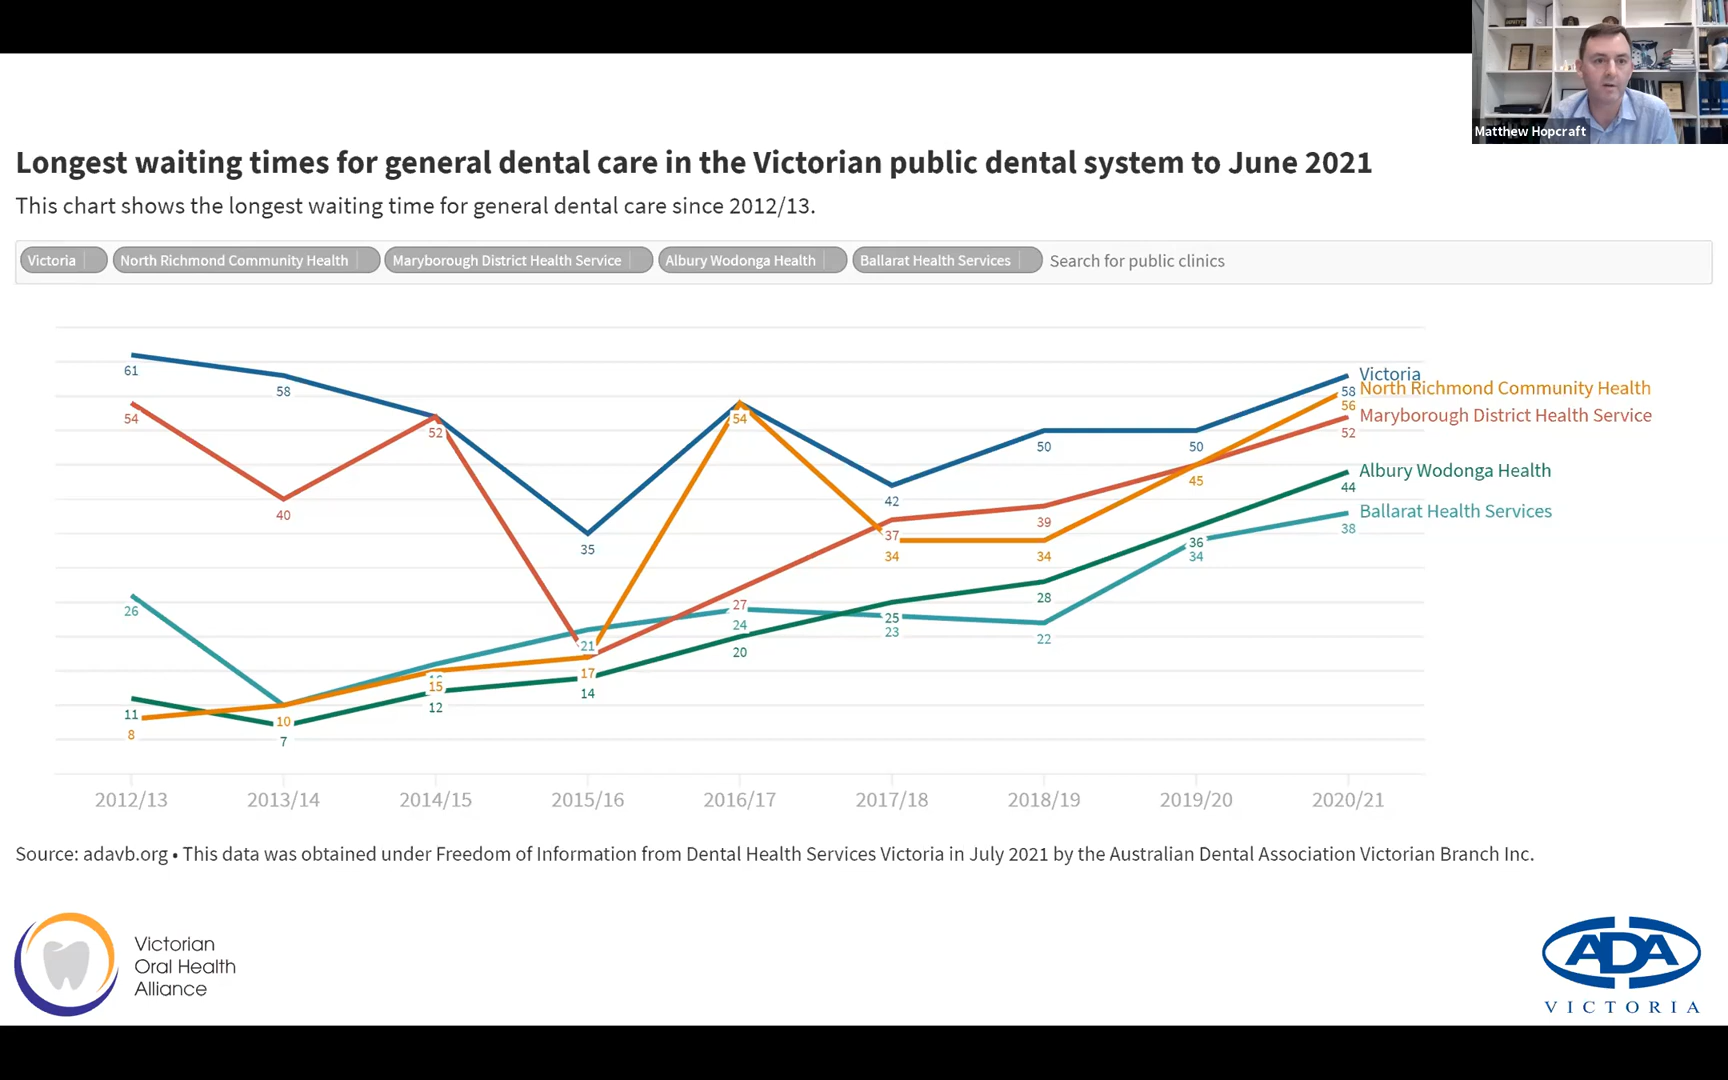 Matthew Hopcraft
Longest waiting times for general dental care in the Victorian public dental system to June 2021
This chart shows the longest waiting time for general dental care since 2012/13.
Victoria North Richmond Community Health Maryborough District Health Service Albury Wodonga Health Ballarat Health Services Search for public clinics
61
58
54
52
40
35
54
42
50
50
58
56
52
Victoria
North Richmond Community Health
Maryborough District Health Service
Albury Wodonga Health
44
Ballarat Health Services
38
26
11
8
10
7
15
12
21
17
14
27
24
20
37
34
25
23
39
34
28
22
45
36
34
2012/13 2013/14 2014/15 2015/16 2016/17 2017/18 2018/19 2019/20 2020/21
Source: adavb.org • This data was obtained under Freedom of Information from Dental Health Services Victoria in July 2021 by the Australian Dental Association Victorian Branch Inc.
Victorian
Oral Health
Alliance
ADA
VICTORIA